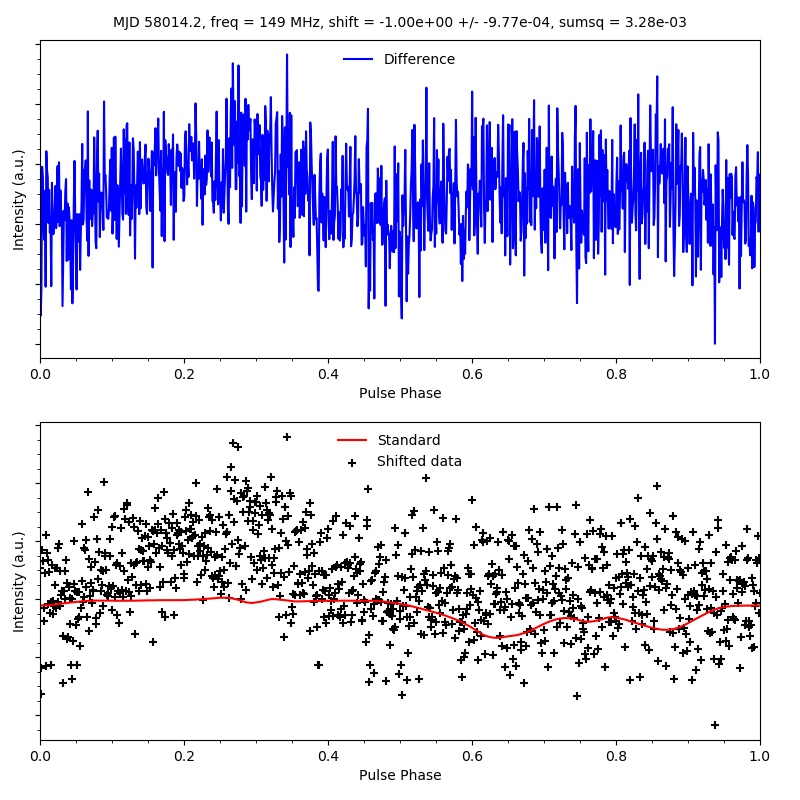 MJD 58014.2, freq = 149 MHz, shift = -1.00e+00 +/- -9.77e-04, sumsq = 3.28e-03
Difference
Intensity (a.u.)
0.0 0.2 0.4 0.6 0.8 1.0
Pulse Phase
Standard
Shifted data
Intensity (a.u.)
0.0 0.2 0.4 0.6 0.8 1.0
Pulse Phase